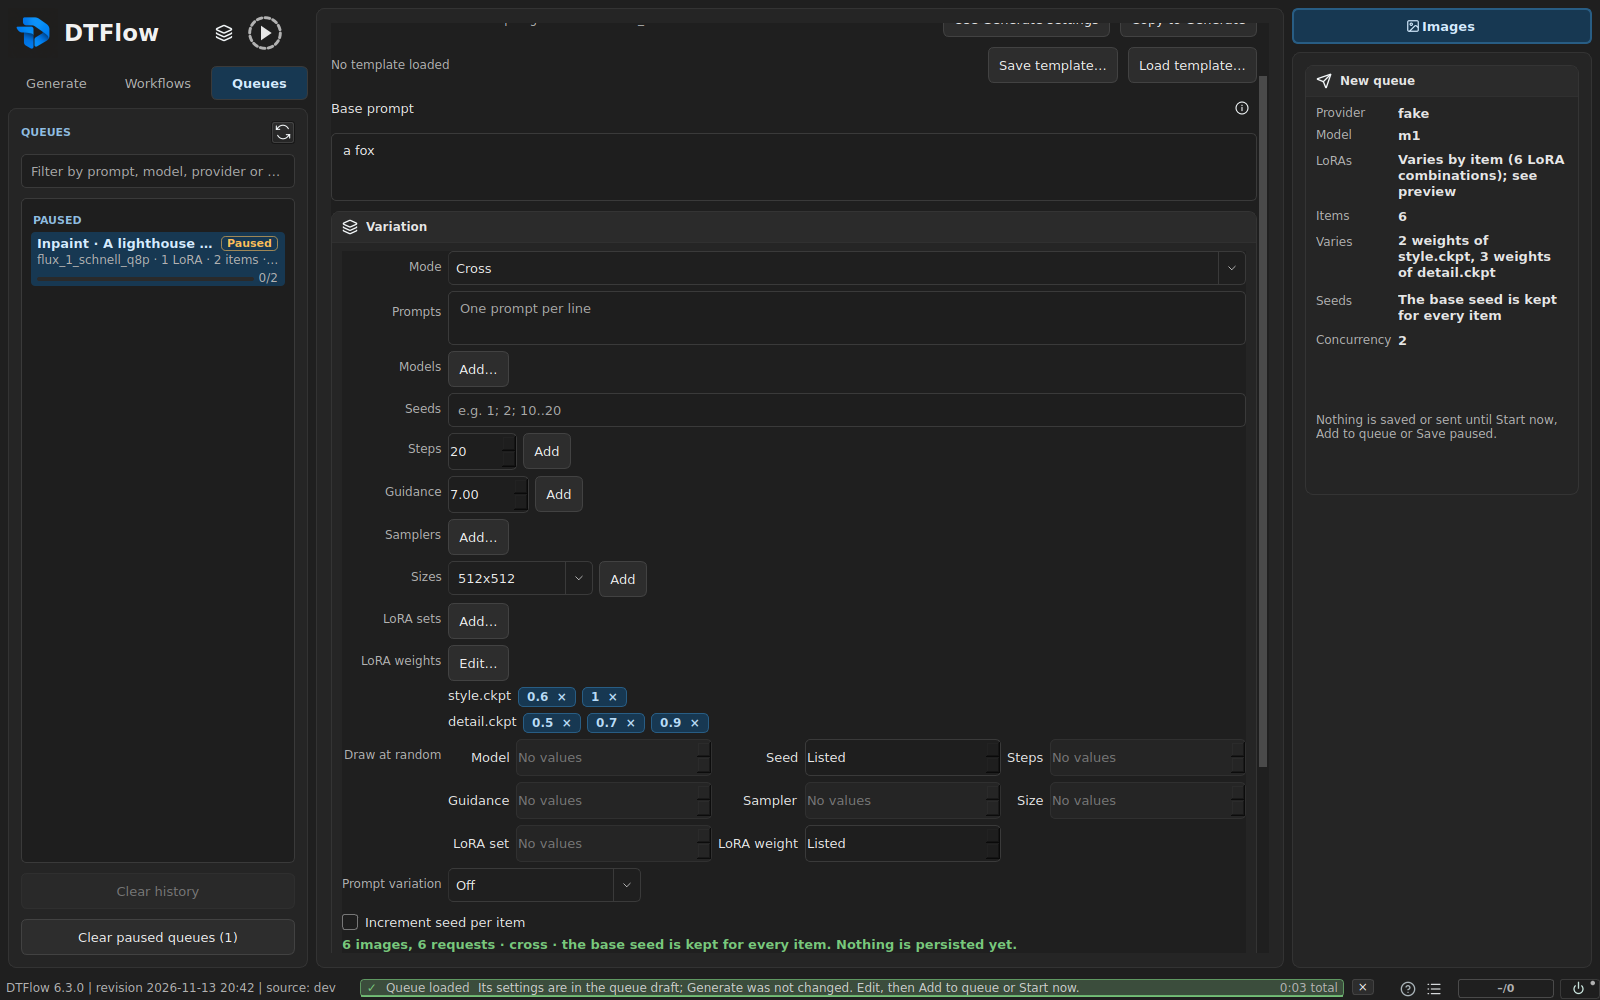 DTFlow
Generate
Workflows
Queues
QUEUES
Filter by prompt, model, provider or ...
PAUSED
Inpaint · A lighthouse ...
Paused
flux_1_schnell_q8p · 1 LoRA · 2 items ·...
0/2
Clear history
Clear paused queues (1)
No template loaded
Save template...
Load template...
Base prompt
a fox
Variation
Mode
Cross
Prompts
One prompt per line
Models
Add...
Seeds
e.g. 1; 2; 10..20
Steps
20
Add
Guidance
7.00
Add
Samplers
Add...
Sizes
512x512
Add
LoRA sets
Add...
LoRA weights
Edit...
style.ckpt
0.6 ×
1 ×
detail.ckpt
0.5 ×
0.7 ×
0.9 ×
Draw at random
Model
No values
Seed
Listed
Steps
No values
Guidance
No values
Sampler
No values
Size
No values
LoRA set
No values
LoRA weight
Listed
Prompt variation
Off
Increment seed per item
6 images, 6 requests · cross · the base seed is kept for every item. Nothing is persisted yet.
Images
New queue
Provider
fake
Model
m1
LoRAs
Varies by item (6 LoRA
combinations); see
preview
Items
6
Varies
2 weights of
style.ckpt, 3 weights
of detail.ckpt
Seeds
The base seed is kept
for every item
Concurrency
2
Nothing is saved or sent until Start now,
Add to queue or Save paused.
DTFlow 6.3.0 | revision 2026-11-13 20:42 | source: dev
✓ Queue loaded Its settings are in the queue draft; Generate was not changed. Edit, then Add to queue or Start now.
0:03 total
-/0